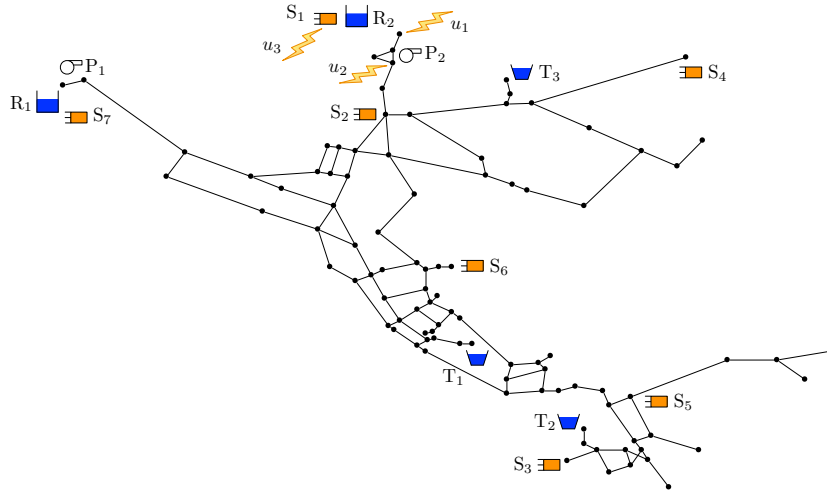 S₁
R₂
u₁
u₃
P₂
P₁
u₂
T₃
S₄
R₁
S₇
S₂
S₆
T₁
S₅
T₂
S₃